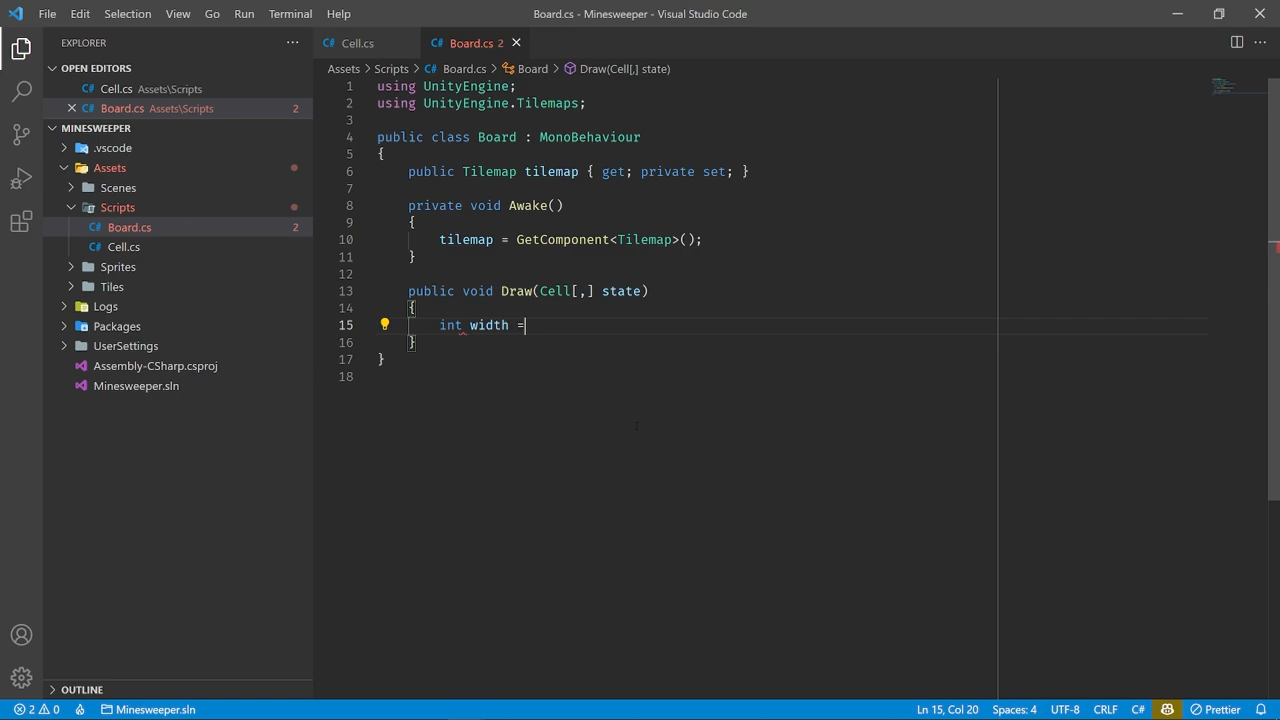 File Edit Selection View Go Run Terminal Help Board.cs - Minesweeper - Visual Studio Code
EXPLORER
OPEN EDITORS
Cell.cs Assets\Scripts
Board.cs Assets\Scripts 2
MINESWEEPER
.vscode
Assets
Scenes
Scripts
Board.cs 2
Cell.cs
Sprites
Tiles
Logs
Packages
UserSettings
Assembly-CSharp.csproj
Minesweeper.sln
OUTLINE
C# Cell.cs C# Board.cs 2
Assets > Scripts > C# Board.cs > Board > Draw(Cell[,] state)
1 using UnityEngine;
2 using UnityEngine.Tilemaps;
3
4 public class Board : MonoBehaviour
5 {
6 public Tilemap tilemap { get; private set; }
7
8 private void Awake()
9 {
10 tilemap = GetComponent<Tilemap>();
11 }
12
13 public void Draw(Cell[,] state)
14 {
15 int width =
16 }
17 }
18
2 0 Minesweeper.sln Ln 15, Col 20 Spaces: 4 UTF-8 CRLF C# Prettier